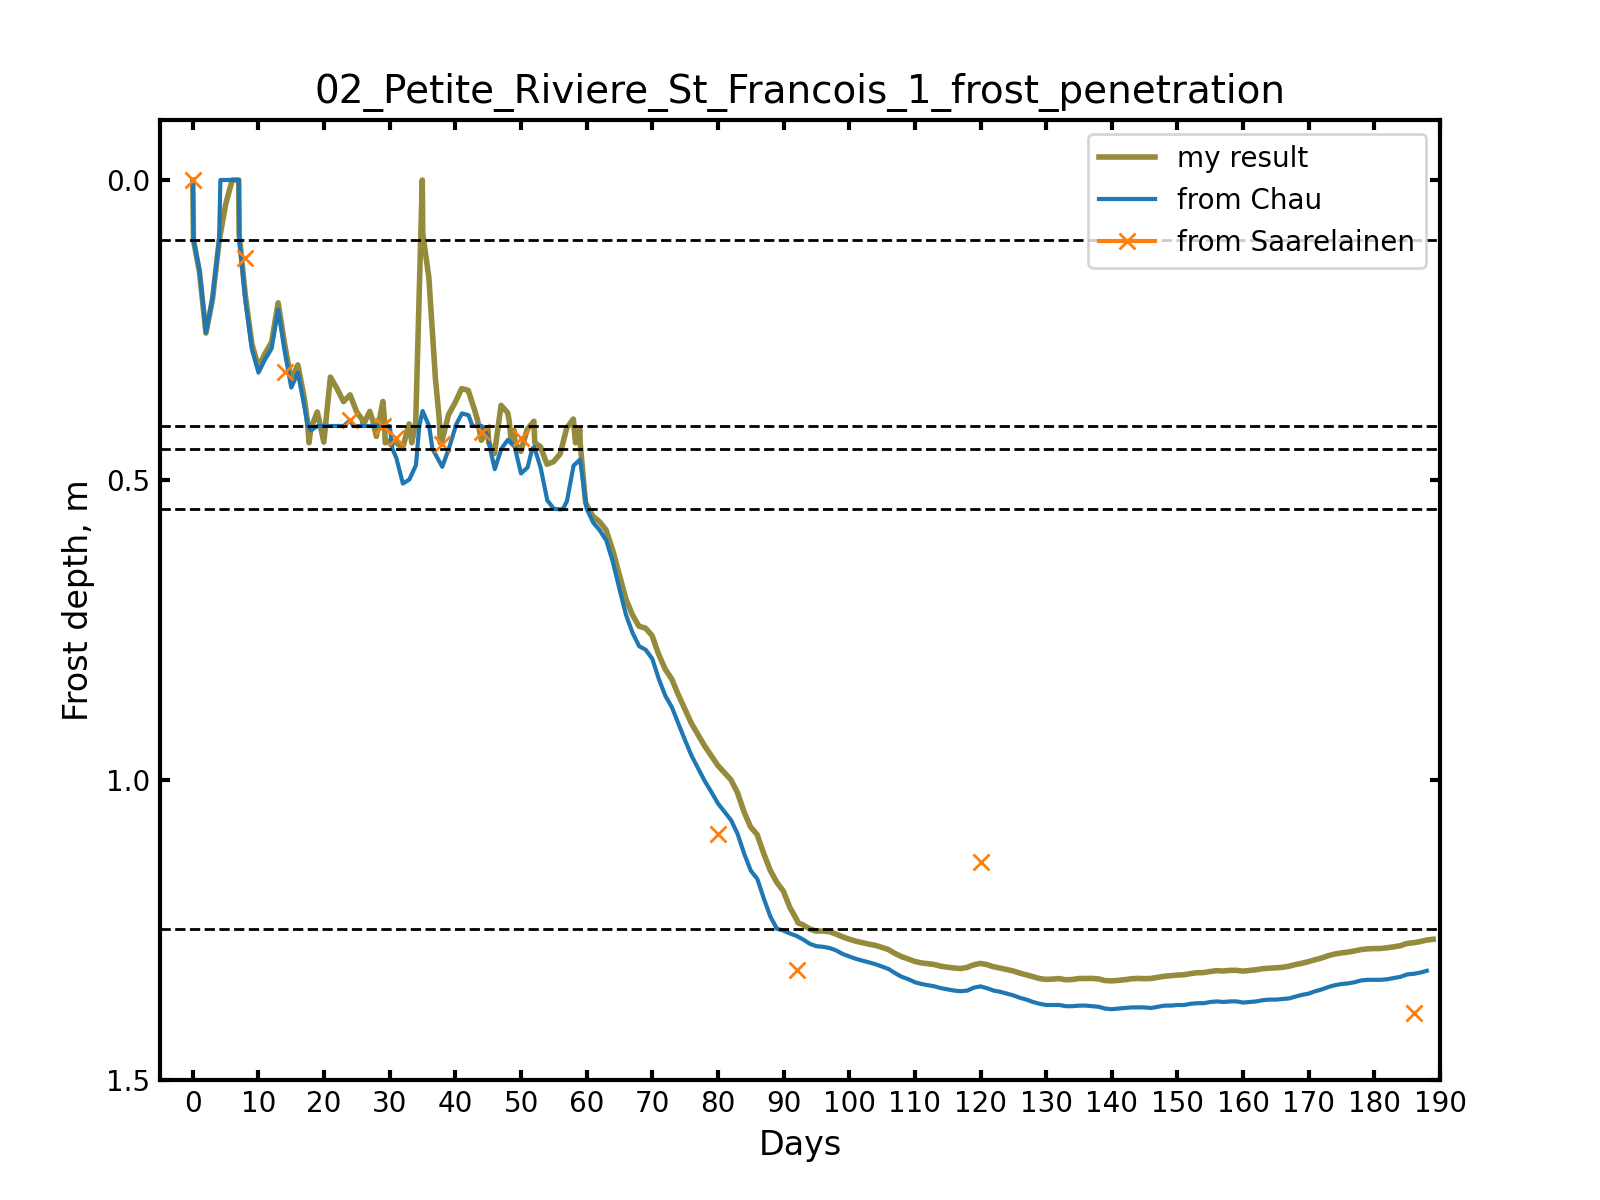 02_Petite_Riviere_St_Francois_1_frost_penetration
my result
from Chau
from Saarelainen
0.0
0.5
1.0
1.5
Frost depth, m
0 10 20 30 40 50 60 70 80 90 100 110 120 130 140 150 160 170 180 190
Days